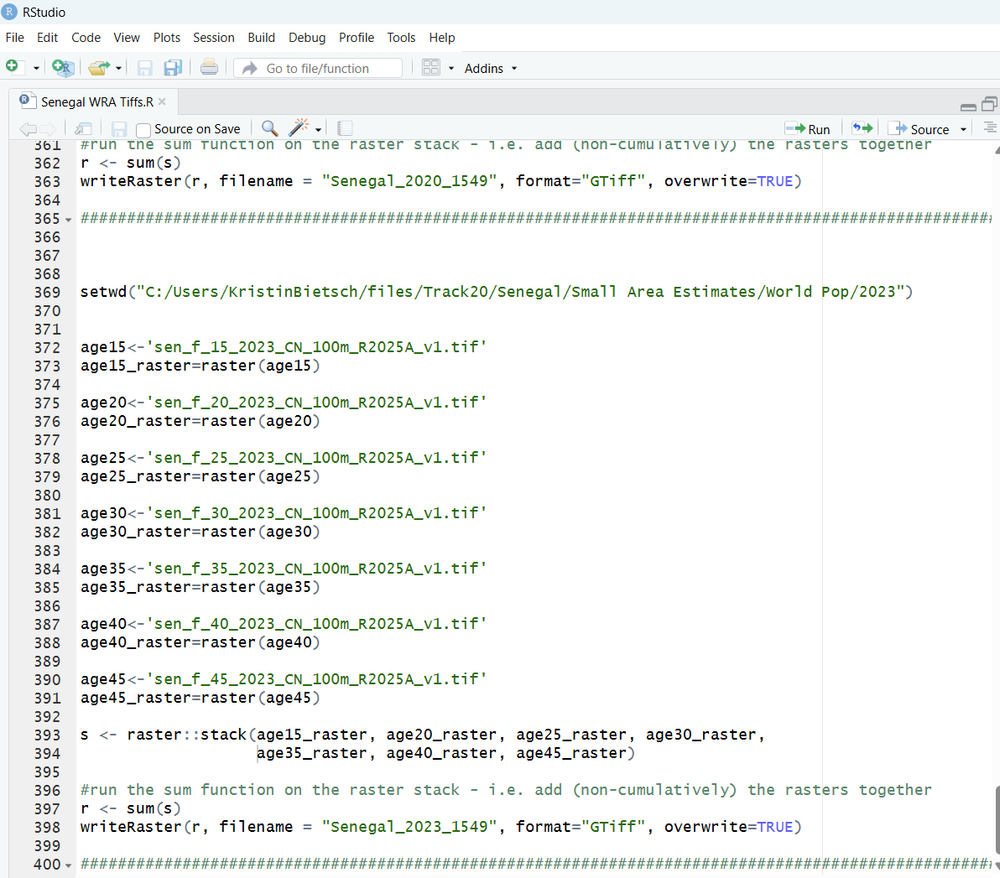 RStudio
File Edit Code View Plots Session Build Debug Profile Tools Help
Go to file/function Addins
Senegal WRA Tiffs.R
Source on Save Run Source
361 #run the sum function on the raster stack - i.e. add (non-cumulatively) the rasters together
362 r <- sum(s)
363 writeRaster(r, filename = "Senegal_2020_1549", format="GTiff", overwrite=TRUE)
364
365 ###################################################################################################
366
367
368
369 setwd("C:/Users/KristinBietsch/files/Track20/Senegal/Small Area Estimates/World Pop/2023")
370
371
372 age15<-'sen_f_15_2023_CN_100m_R2025A_v1.tif'
373 age15_raster=raster(age15)
374
375 age20<-'sen_f_20_2023_CN_100m_R2025A_v1.tif'
376 age20_raster=raster(age20)
377
378 age25<-'sen_f_25_2023_CN_100m_R2025A_v1.tif'
379 age25_raster=raster(age25)
380
381 age30<-'sen_f_30_2023_CN_100m_R2025A_v1.tif'
382 age30_raster=raster(age30)
383
384 age35<-'sen_f_35_2023_CN_100m_R2025A_v1.tif'
385 age35_raster=raster(age35)
386
387 age40<-'sen_f_40_2023_CN_100m_R2025A_v1.tif'
388 age40_raster=raster(age40)
389
390 age45<-'sen_f_45_2023_CN_100m_R2025A_v1.tif'
391 age45_raster=raster(age45)
392
393 s <- raster::stack(age15_raster, age20_raster, age25_raster, age30_raster,
394 age35_raster, age40_raster, age45_raster)
395
396 #run the sum function on the raster stack - i.e. add (non-cumulatively) the rasters together
397 r <- sum(s)
398 writeRaster(r, filename = "Senegal_2023_1549", format="GTiff", overwrite=TRUE)
399
400 ###################################################################################################